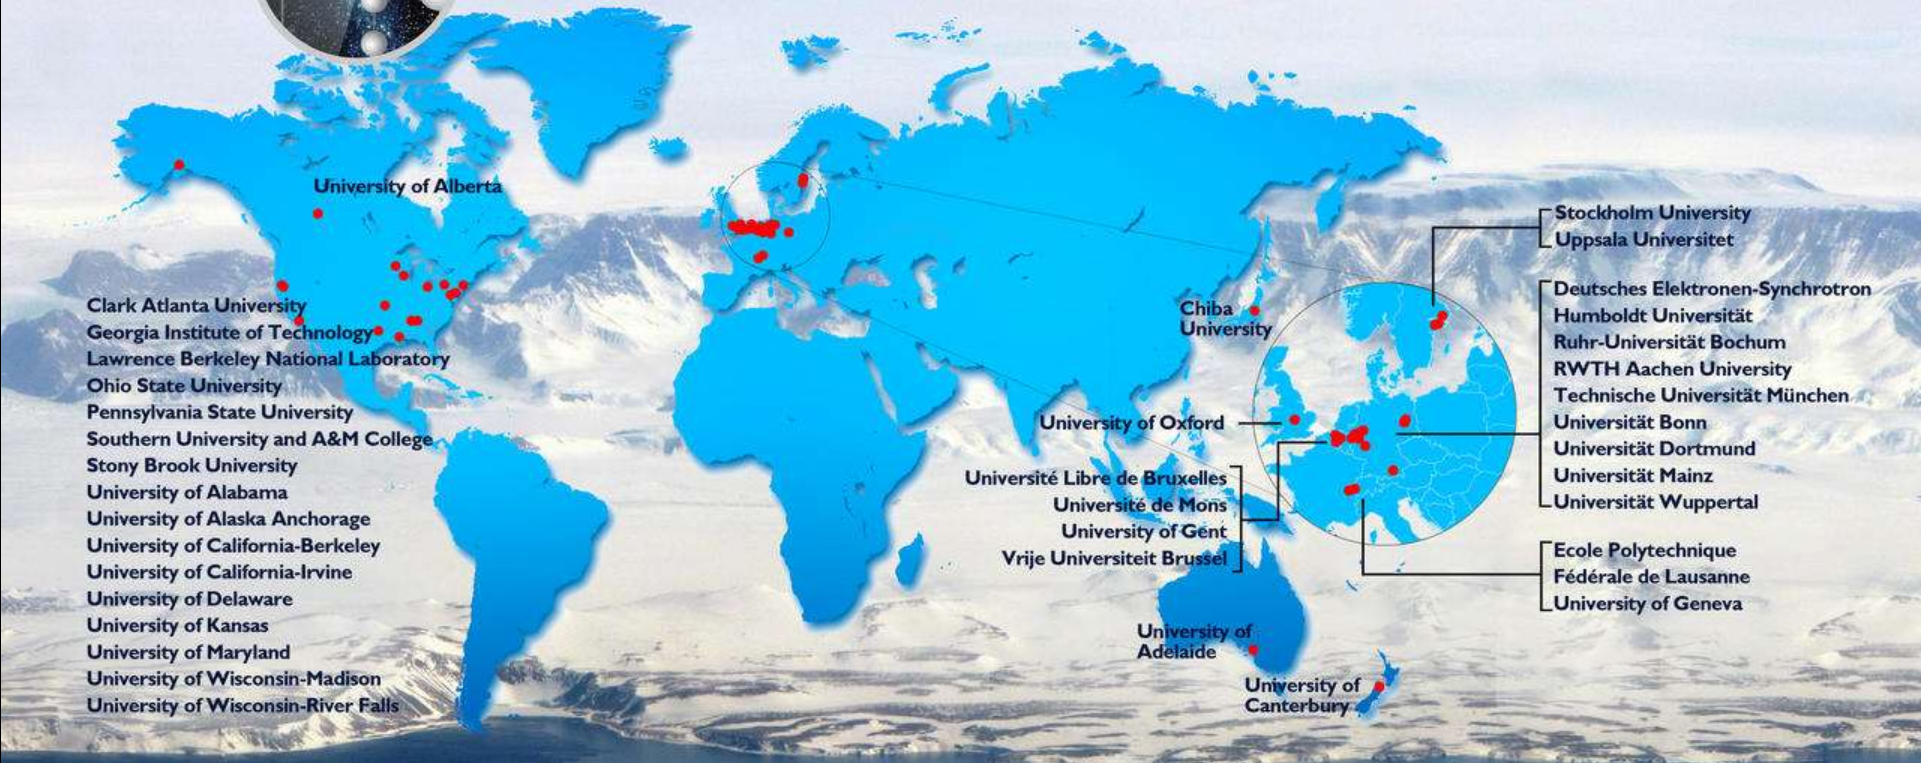 University of Alberta
Clark Atlanta University
Georgia Institute of Technology
Lawrence Berkeley National Laboratory
Ohio State University
Pennsylvania State University
Southern University and A&M College
Stony Brook University
University of Alabama
University of Alaska Anchorage
University of California-Berkeley
University of California-Irvine
University of Delaware
University of Kansas
University of Maryland
University of Wisconsin-Madison
University of Wisconsin-River Falls
Chiba
University
University of Oxford
Université Libre de Bruxelles
Université de Mons
University of Gent
Vrije Universiteit Brussel
University of
Adelaide
University of
Canterbury
Stockholm University
Uppsala Universitet
Deutsches Elektronen-Synchrotron
Humboldt Universität
Ruhr-Universität Bochum
RWTH Aachen University
Technische Universität München
Universität Bonn
Universität Dortmund
Universität Mainz
Universität Wuppertal
Ecole Polytechnique
Fédérale de Lausanne
University of Geneva